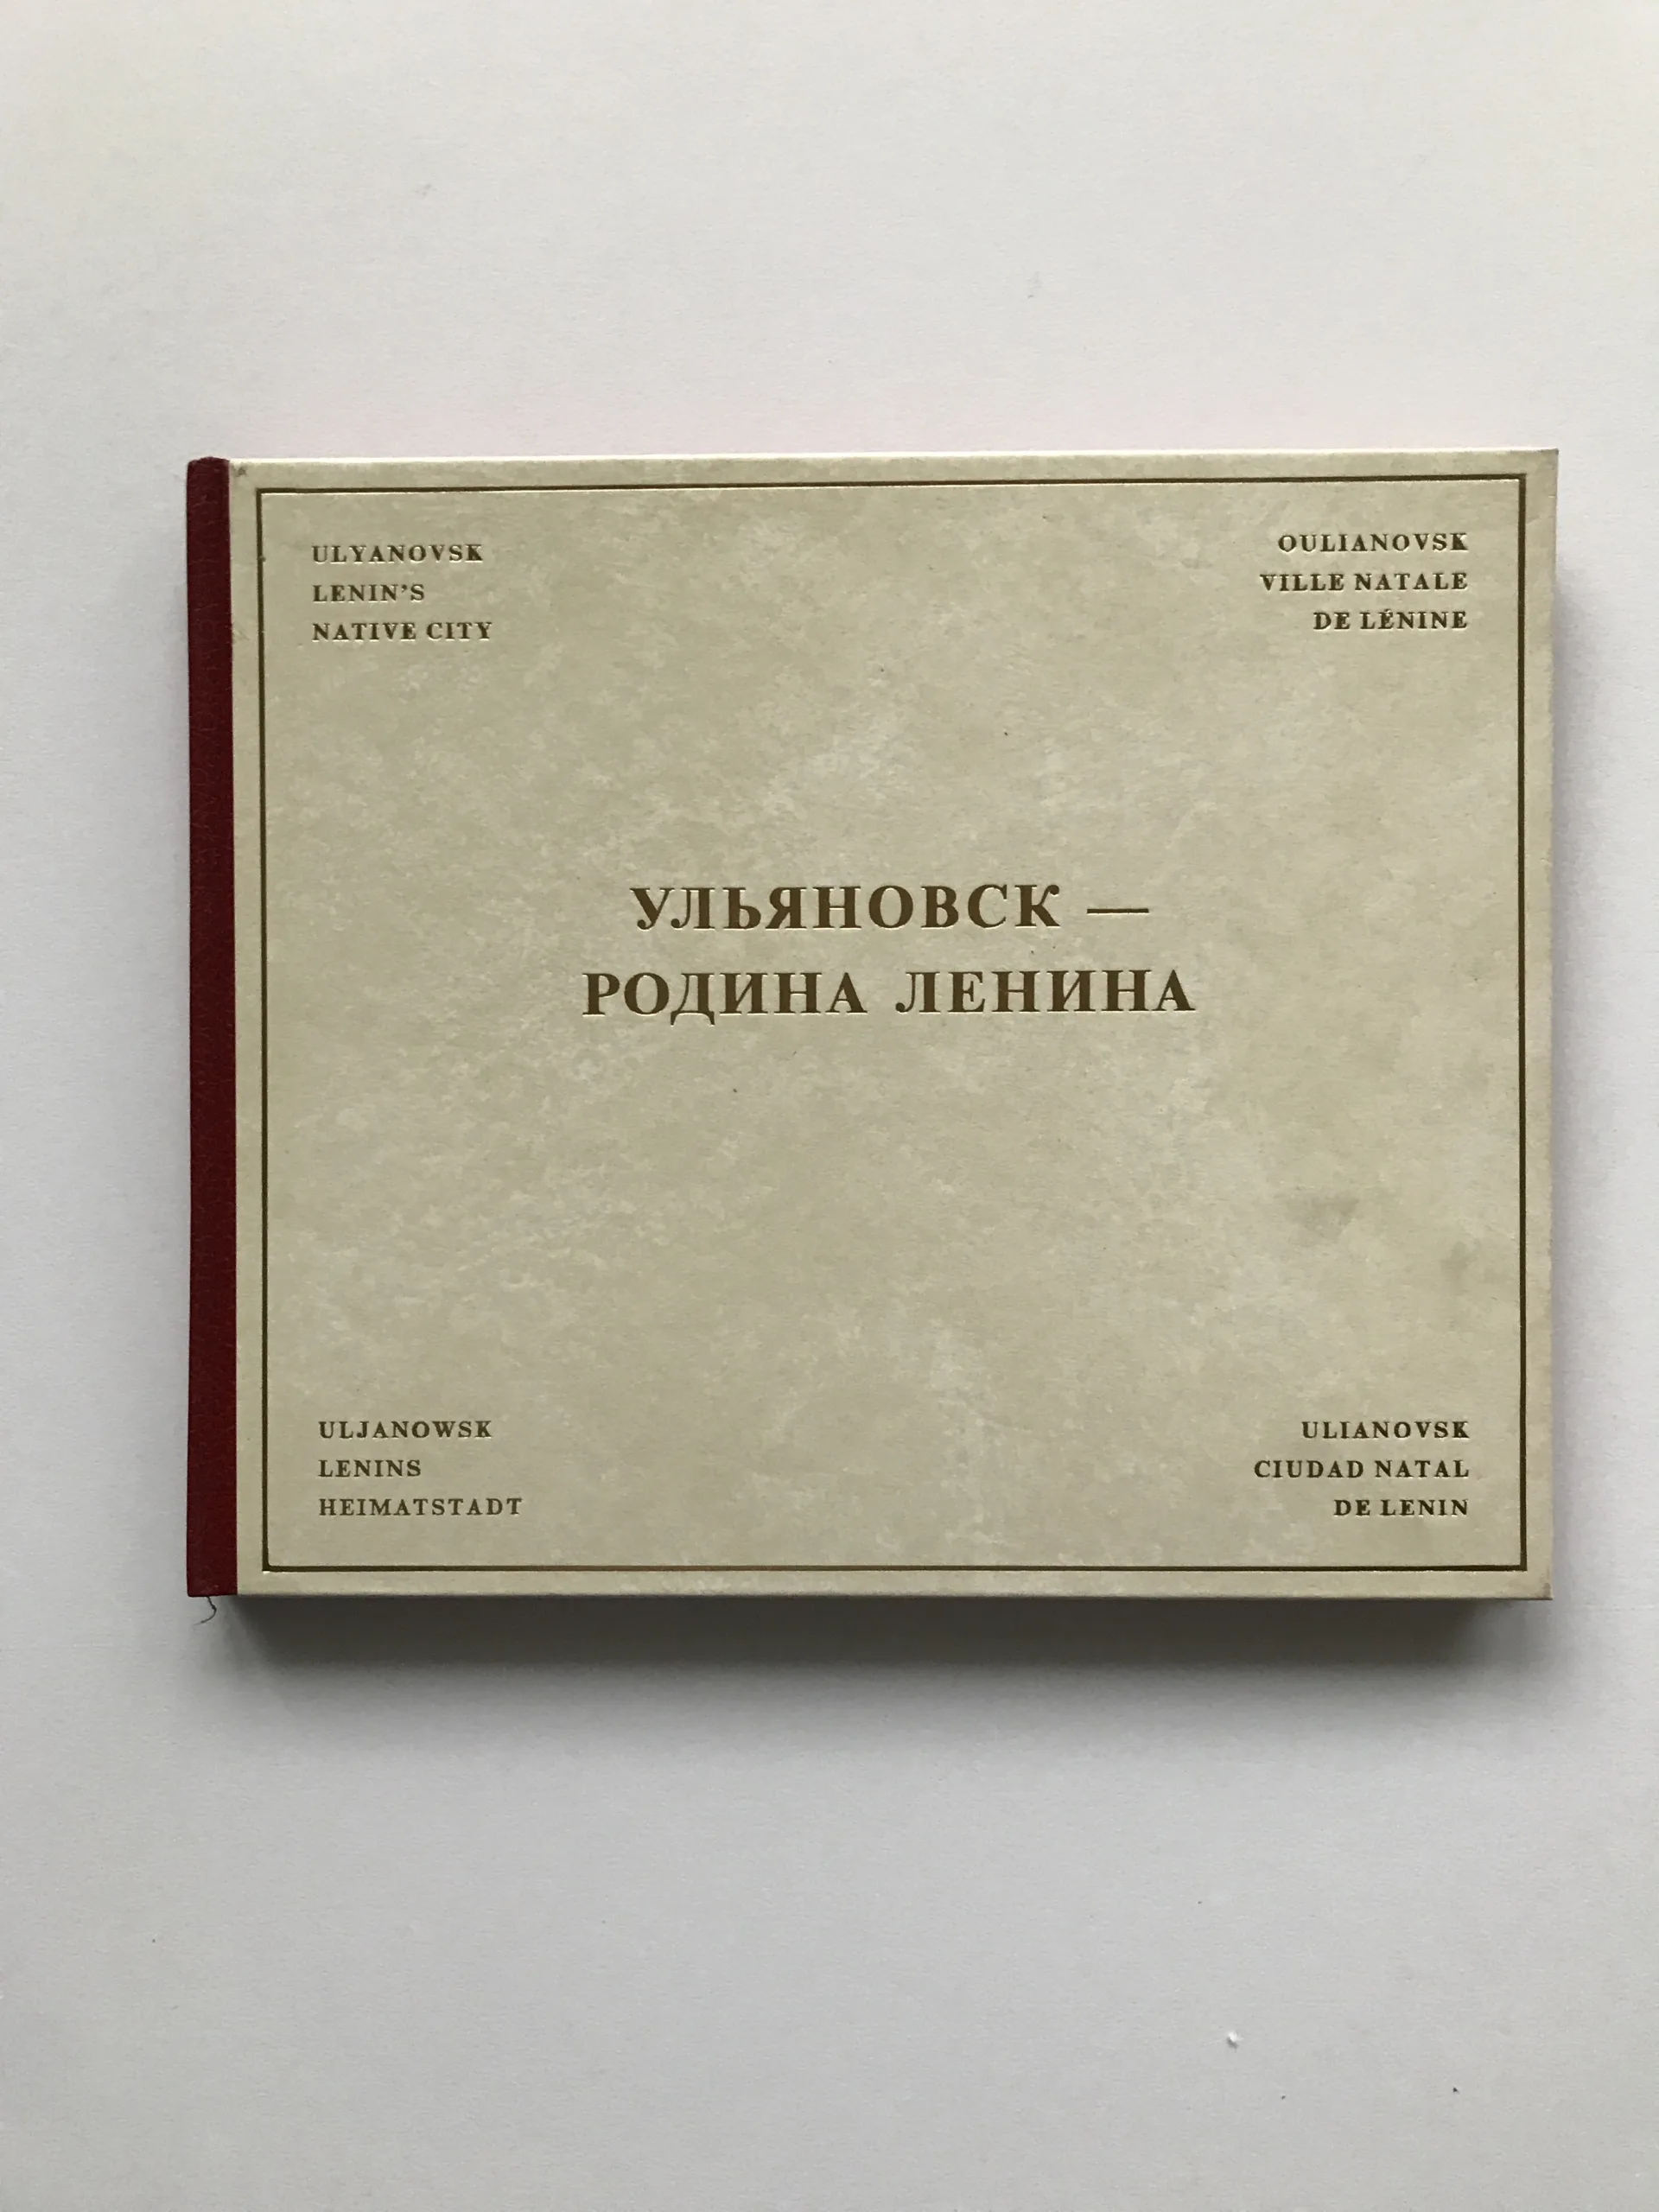 ULYANOVSK
LENIN'S
NATIVE CITY
OULIANOVSK
VILLE NATALE
DE LÉNINE
УЛЬЯНОВСК —
РОДИНА ЛЕНИНА
ULJANOWSK
LENINS
HEIMATSTADT
ULIANOVSK
CIUDAD NATAL
DE LENIN